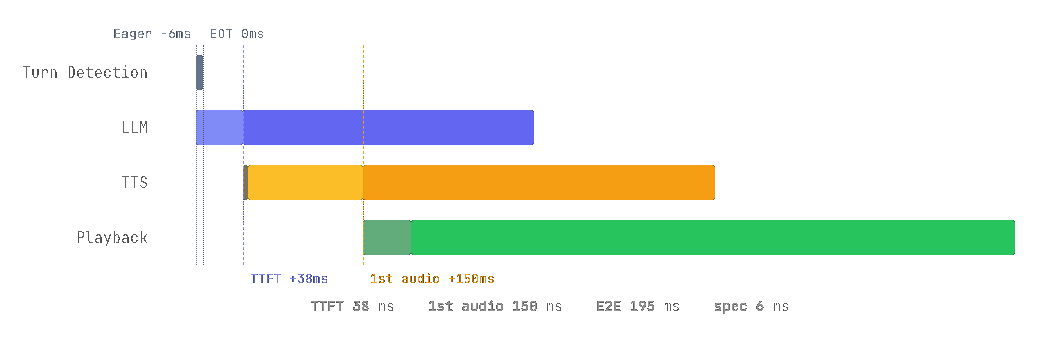 Eager -6ms EOT 0ms
Turn Detection
LLM
TTS
Playback
TTFT +38ms 1st audio +150ms
TTFT 38 ms 1st audio 150 ms E2E 195 ms spec 6 ms